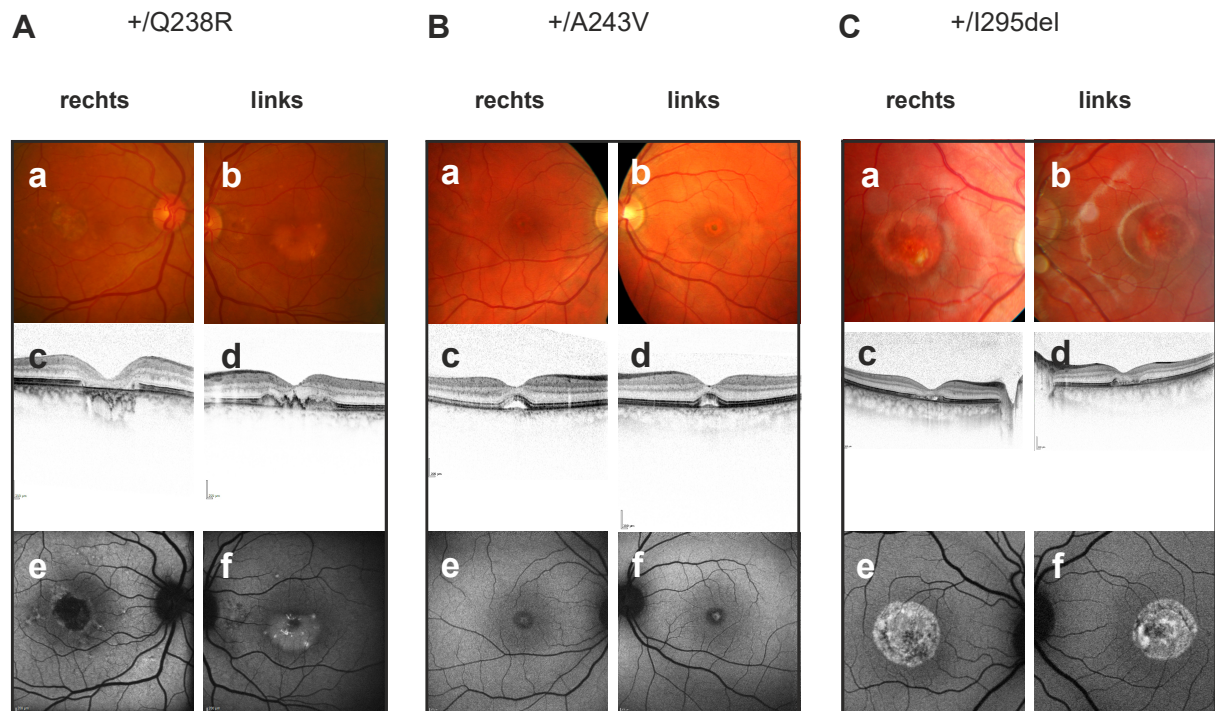 A +/Q238R
B +/A243V
C +/I295del
rechts links
rechts links
rechts links
a b
a b
a b
c d
c d
c d
e f
e f
e f